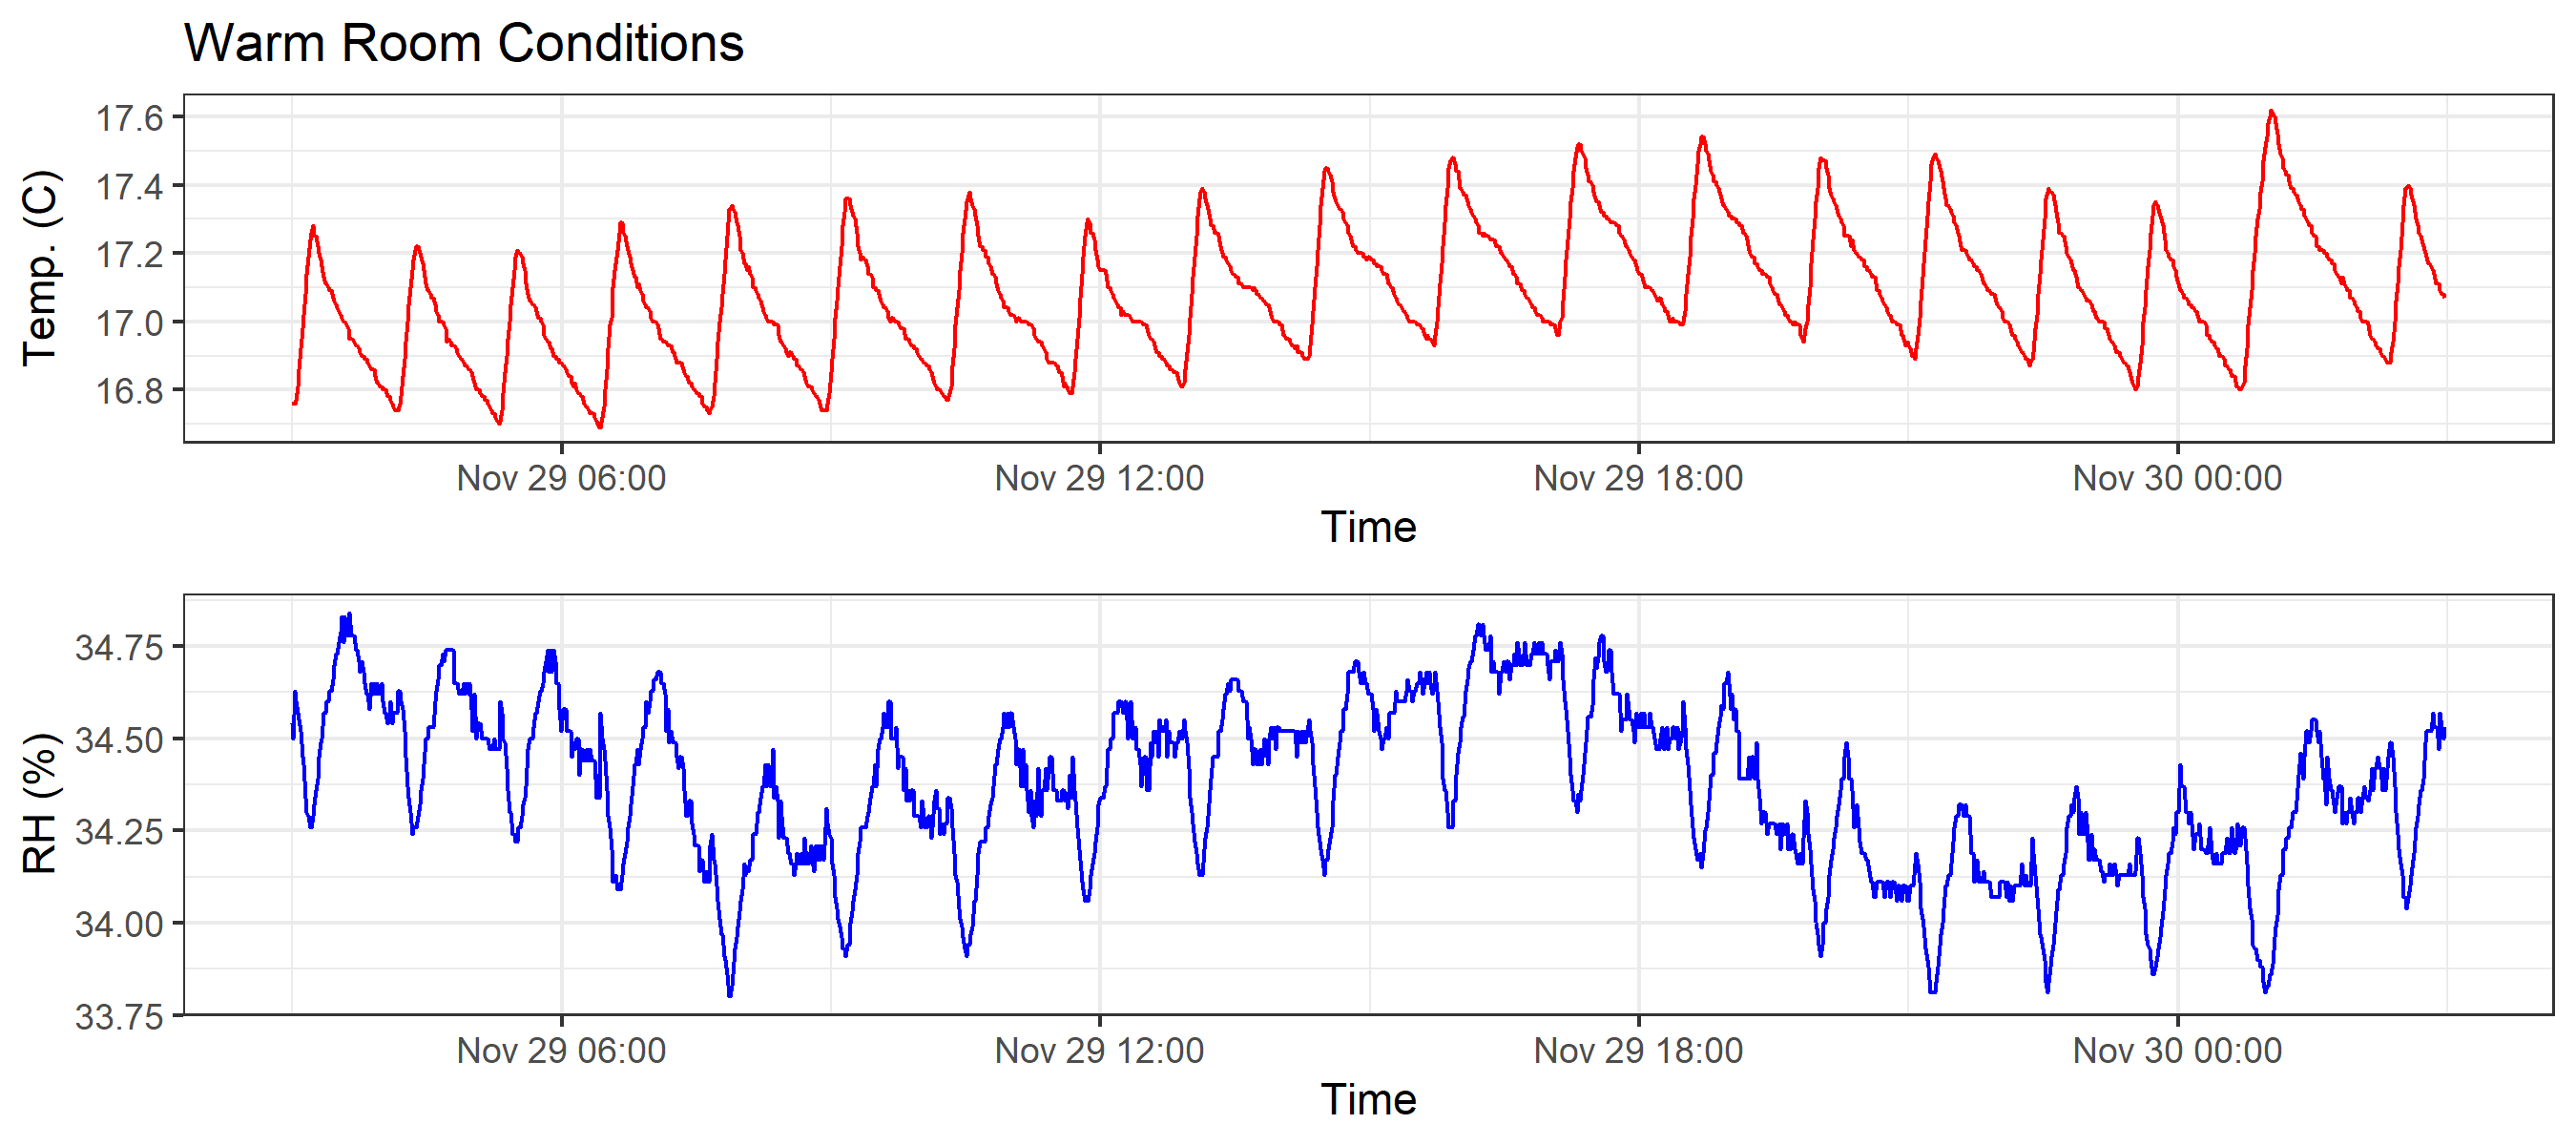 Warm Room Conditions
Temp. (C)
17.6
17.4
17.2
17.0
16.8
Nov 29 06:00 Nov 29 12:00 Nov 29 18:00 Nov 30 00:00
Time
RH (%)
34.75
34.50
34.25
34.00
33.75
Nov 29 06:00 Nov 29 12:00 Nov 29 18:00 Nov 30 00:00
Time